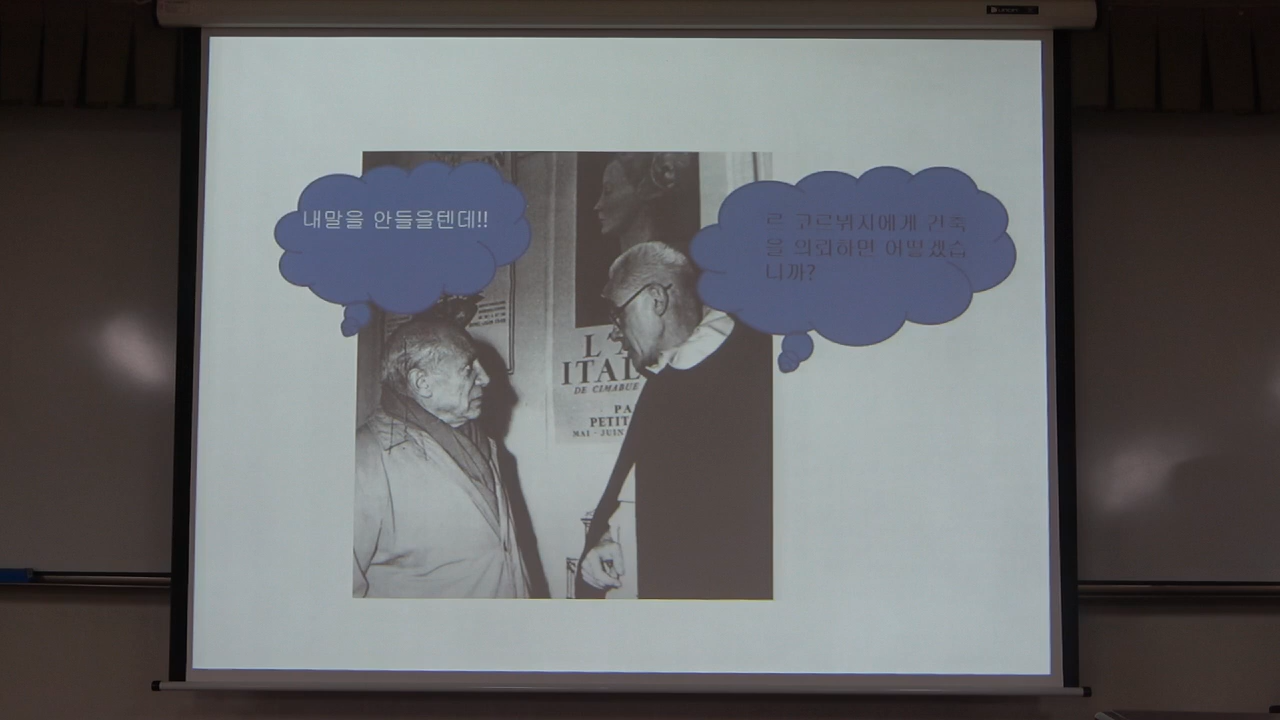 내말을 안들을텐데!!
르 꼬르뷔지에게 건축
을 의뢰하면 어떻겠습
니까?
L'
ITAL
DE CIMABUE
PA
PETIT
MAI - JUIN